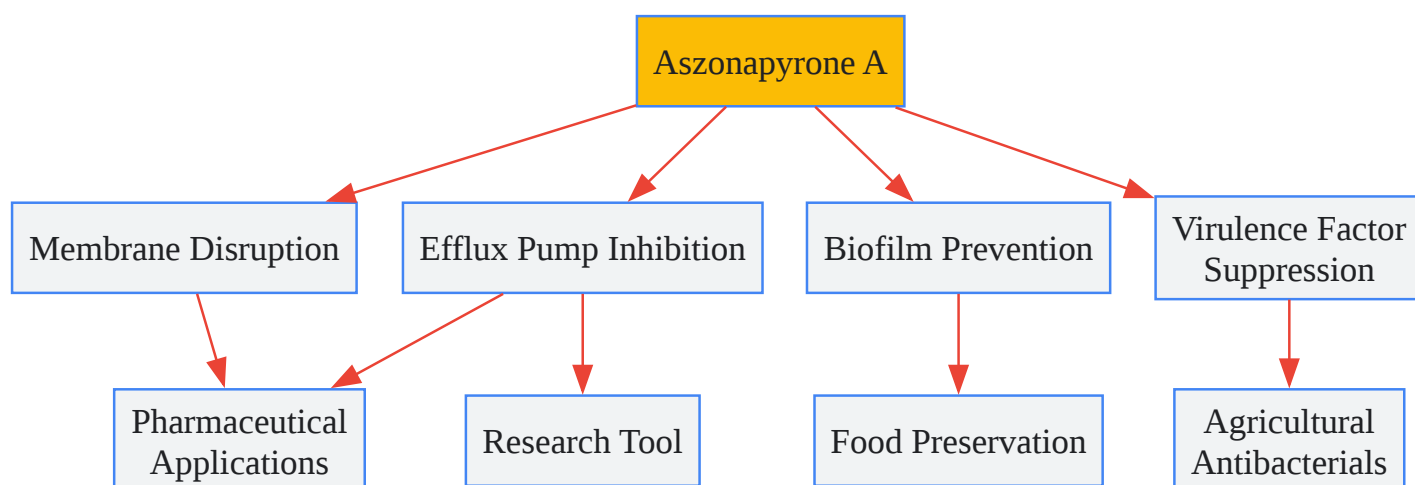 Aszonapyrone A
Membrane Disruption
Efflux Pump Inhibition
Biofilm Prevention
Virulence Factor
Suppression
Pharmaceutical
Applications
Research Tool
Food Preservation
Agricultural
Antibacterials